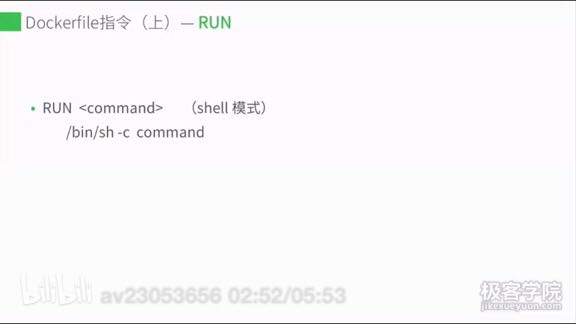 Dockerfile指令（上）— RUN
• RUN <command> （shell 模式）
/bin/sh -c command
bilibili av23053656 02:52/05:53
极客学院
jikexueyuan.com